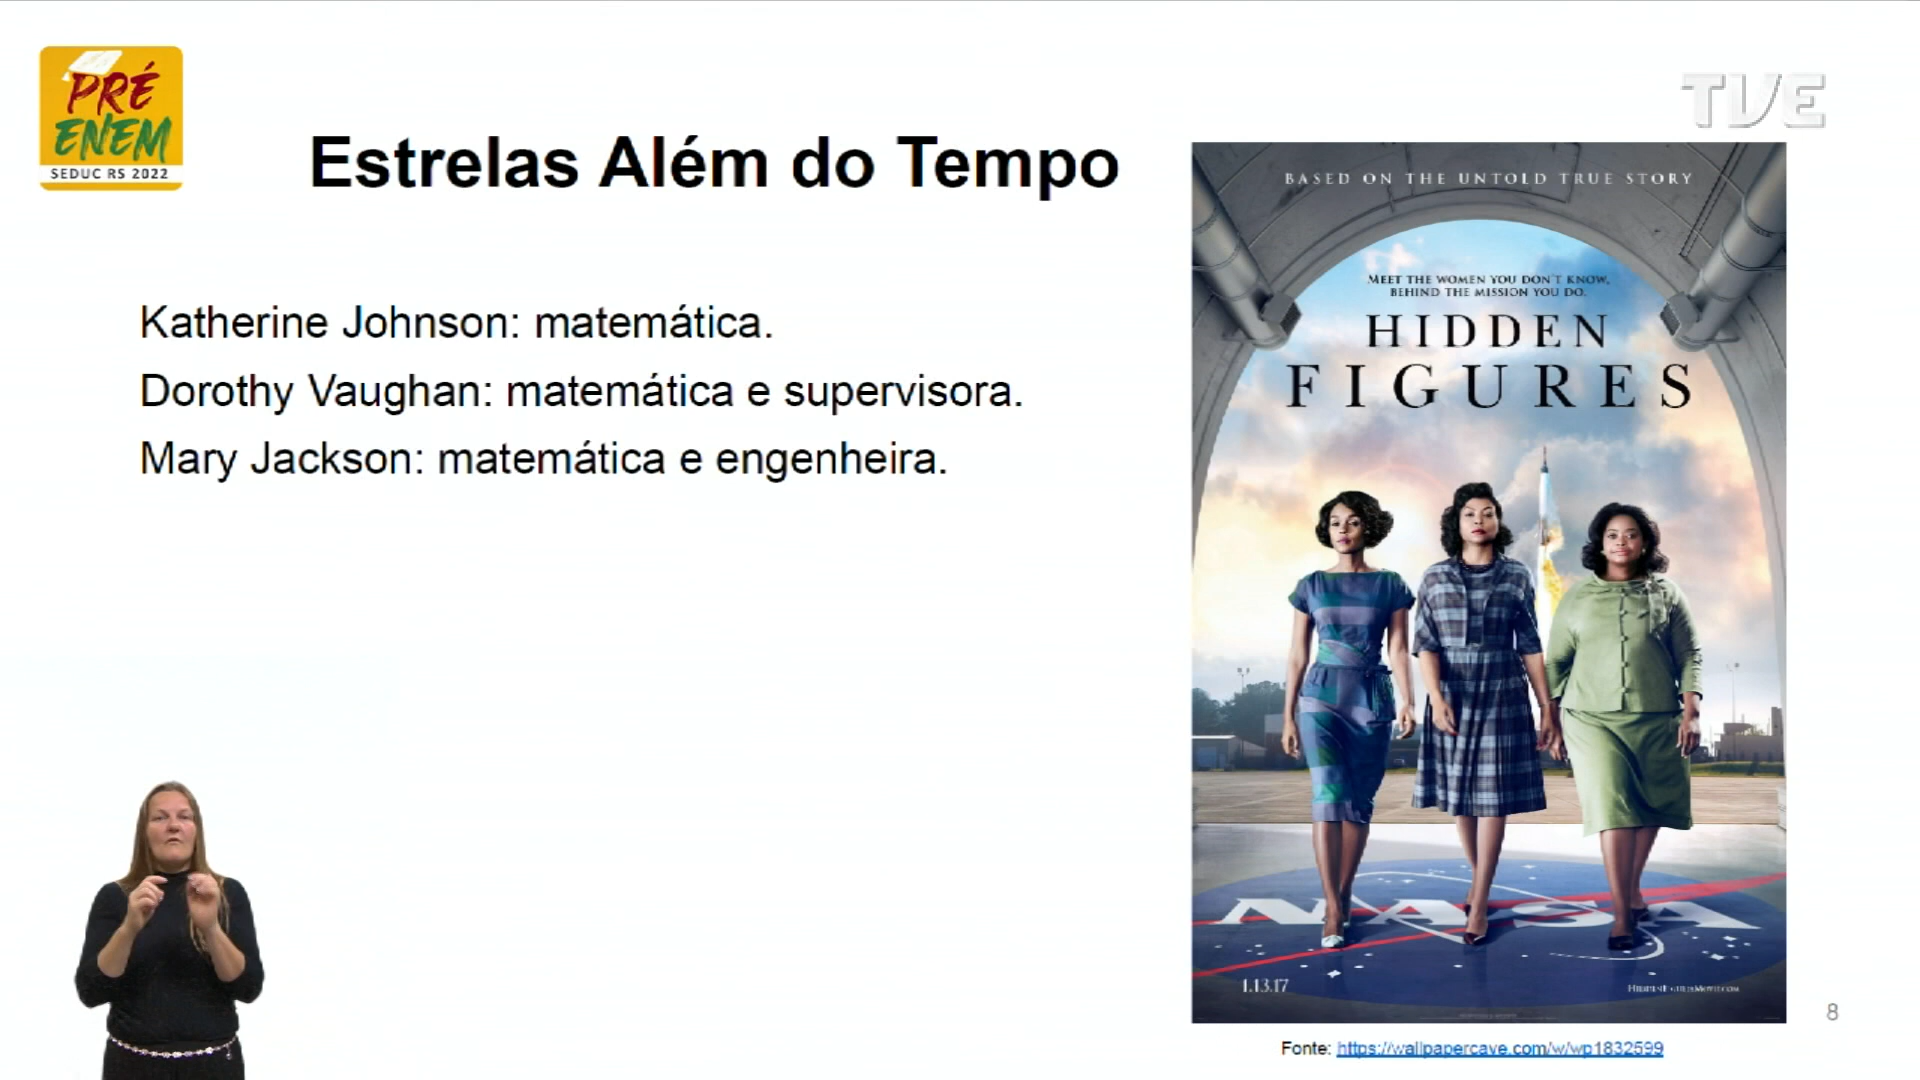 PRÉ
ENEM
SEDUC RS 2022
TVE
Estrelas Além do Tempo
Katherine Johnson: matemática.
Dorothy Vaughan: matemática e supervisora.
Mary Jackson: matemática e engenheira.
BASED ON THE UNTOLD TRUE STORY
MEET THE WOMEN YOU DON'T KNOW,
BEHIND THE MISSION YOU DO.
HIDDEN
FIGURES
NASA
1.13.17
HIDDENFIGURESMOVIE.COM
8
Fonte: https://wallpapercave.com/w/wp1832599